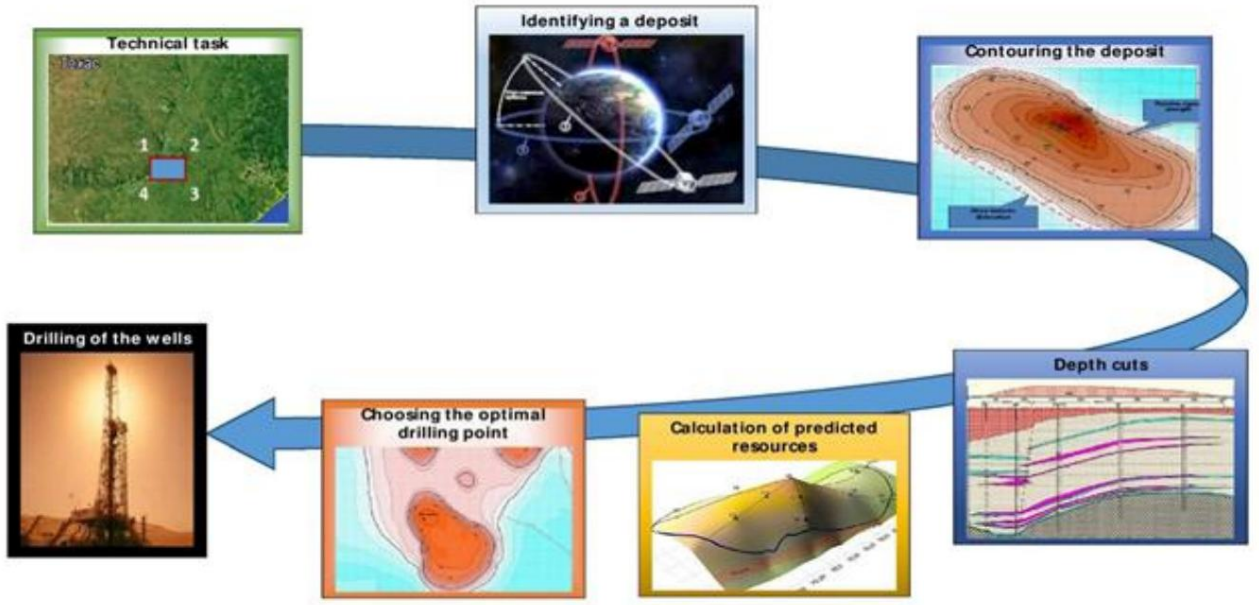 Technical task
Техас
1 2
4 3
Identifying a deposit
Contouring the deposit
Depth cuts
Calculation of predicted
resources
Choosing the optimal
drilling point
Drilling of the wells